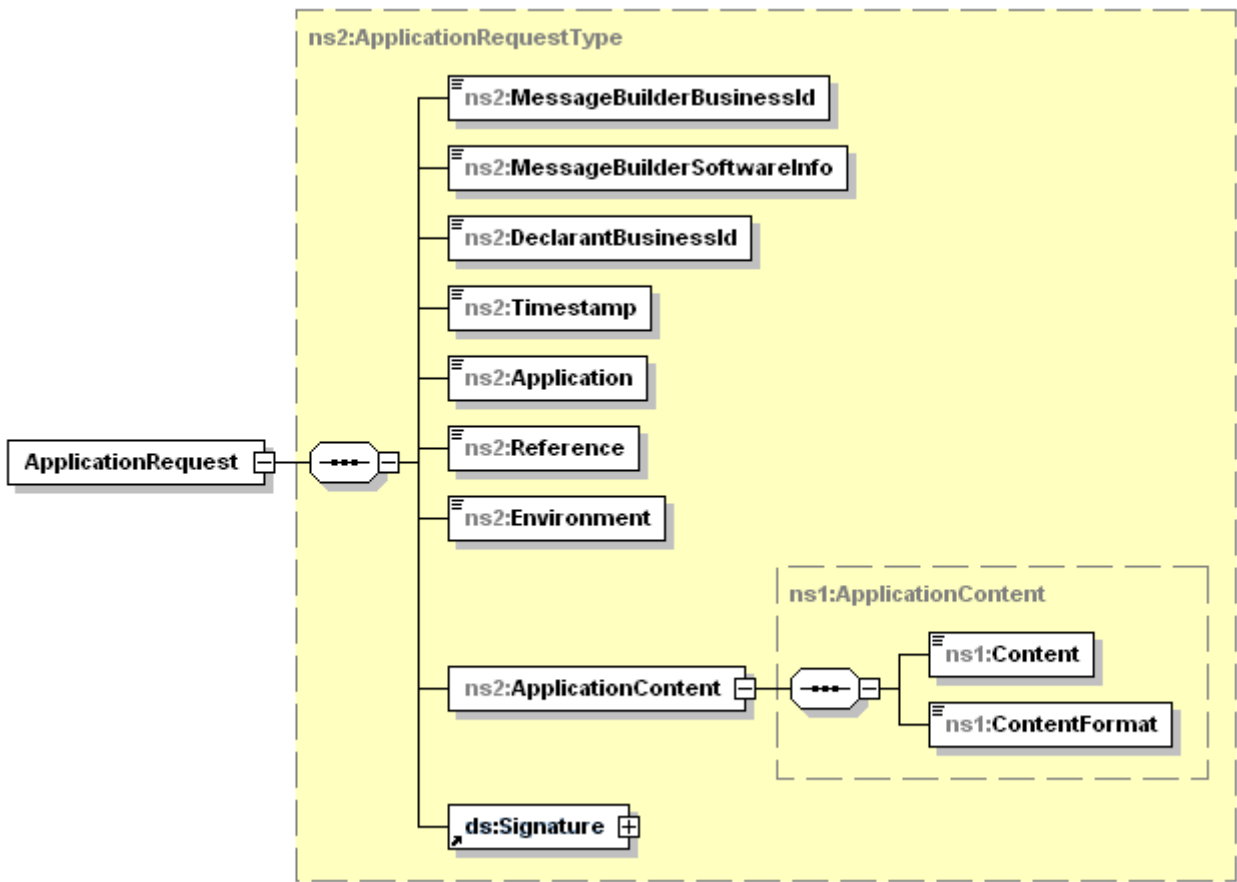 ns2:ApplicationRequestType
ns2:MessageBuilderBusinessId
ns2:MessageBuilderSoftwareInfo
ns2:DeclarantBusinessId
ns2:Timestamp
ns2:Application
ApplicationRequest
ns2:Reference
ns2:Environment
ns1:ApplicationContent
ns1:Content
ns2:ApplicationContent
ns1:ContentFormat
ds:Signature